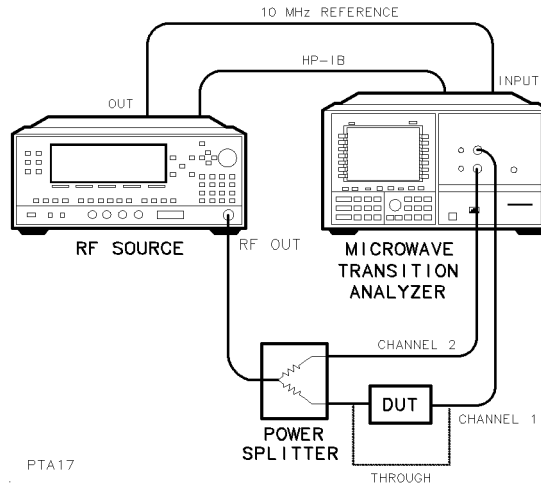 10 MHz REFERENCE
HP-IB
OUT
INPUT
RF SOURCE
RF OUT
MICROWAVE
TRANSITION
ANALYZER
CHANNEL 2
DUT
CHANNEL 1
POWER
SPLITTER
PTA17
THROUGH